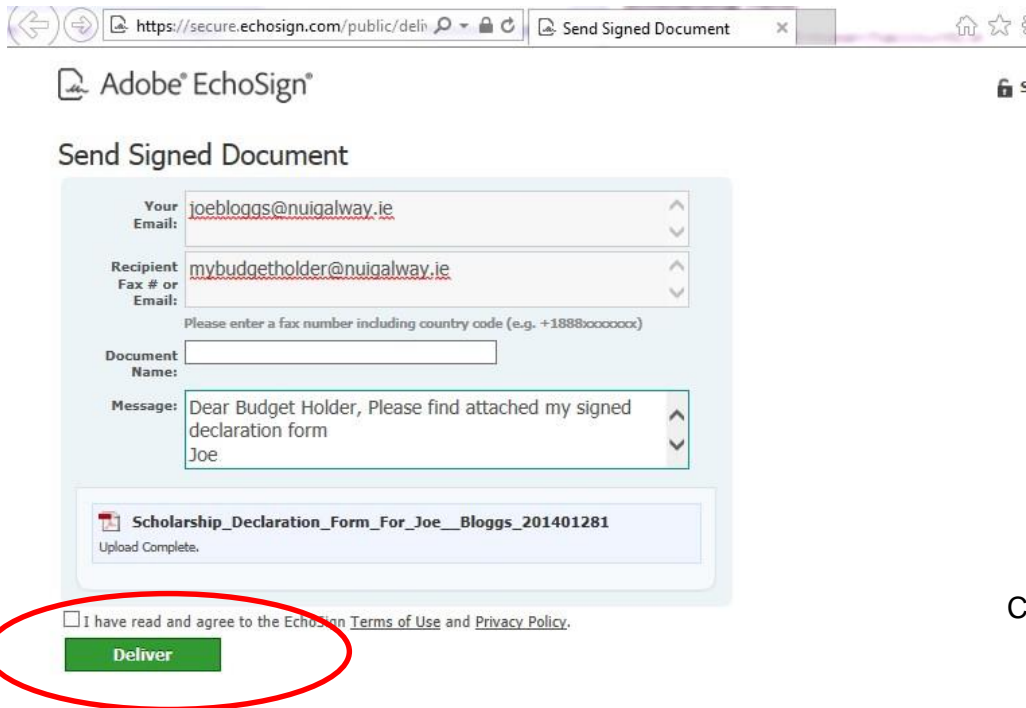 https://secure.echosign.com/public/deliv
Send Signed Document
Adobe® EchoSign®
Send Signed Document
Your Email:
joebloggs@nuigalway.ie
Recipient Fax # or Email:
mybudgetholder@nuigalway.ie
Please enter a fax number including country code (e.g. +1888xxxxxxx)
Document Name:
Message:
Dear Budget Holder, Please find attached my signed
declaration form
Joe
Scholarship_Declaration_Form_For_Joe__Bloggs_201401281
Upload Complete.
I have read and agree to the EchoSign Terms of Use and Privacy Policy.
C
Deliver